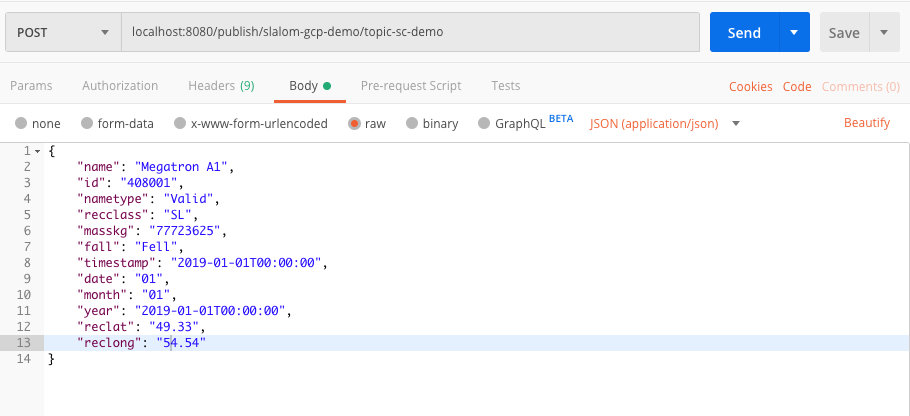 POST localhost:8080/publish/slalom-gcp-demo/topic-sc-demo Send Save
Params Authorization Headers (9) Body Pre-request Script Tests Cookies Code Comments (0)
none form-data x-www-form-urlencoded raw binary GraphQL BETA JSON (application/json) Beautify
1 {
2 "name": "Megatron A1",
3 "id": "408001",
4 "nametype": "Valid",
5 "recclass": "SL",
6 "masskg": "77723625",
7 "fall": "Fell",
8 "timestamp": "2019-01-01T00:00:00",
9 "date": "01",
10 "month": "01",
11 "year": "2019-01-01T00:00:00",
12 "reclat": "49.33",
13 "reclong": "54.54"
14 }